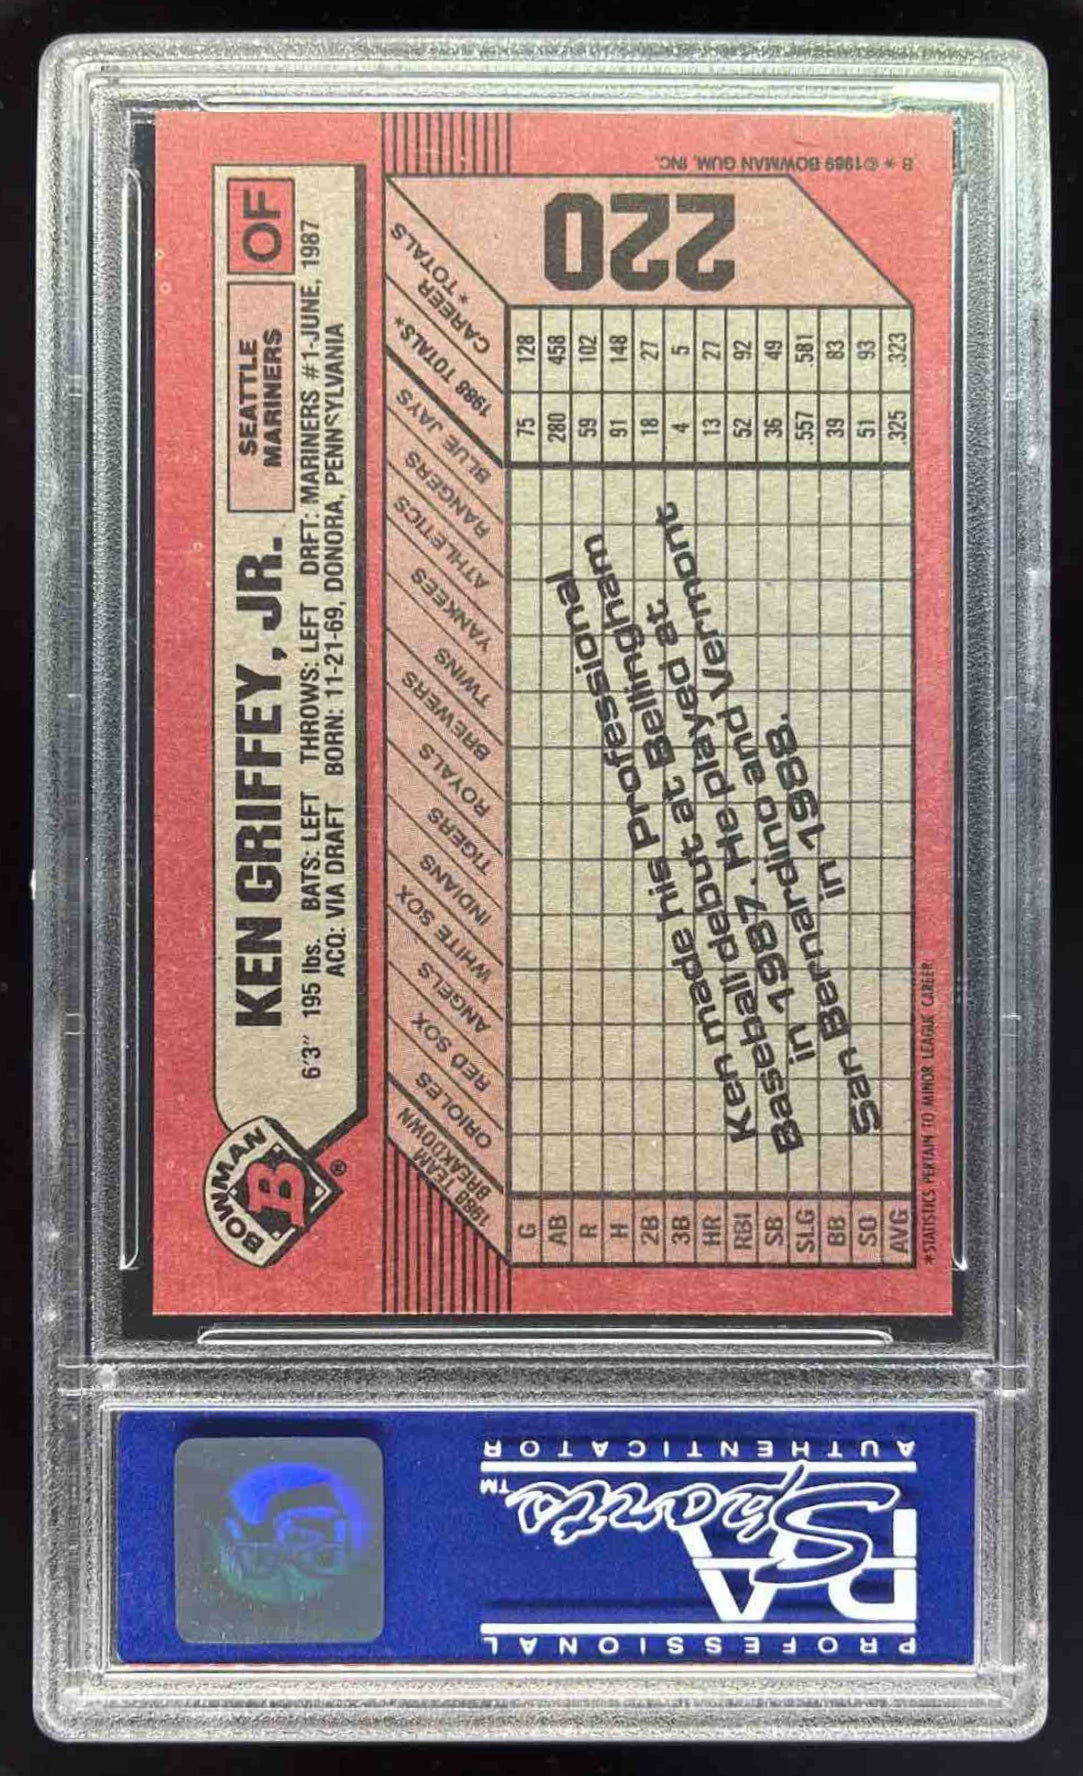 BOWMAN
B®
KEN GRIFFEY, JR.
SEATTLE
MARINERS
OF
6'3" 195 lbs. BATS: LEFT THROWS: LEFT DRFT: MARINERS #1-JUNE, 1987
ACQ: VIA DRAFT BORN: 11-21-69, DONORA, PENNSYLVANIA
1988 TEAM
BREAKDOWN
ORIOLES
RED SOX
ANGELS
WHITE SOX
INDIANS
TIGERS
ROYALS
BREWERS
TWINS
YANKEES
ATHLETICS
RANGERS
BLUE JAYS
1988 TOTALS*
CAREER
* TOTALS
220
G 75 128
AB 280 458
R 59 102
H 91 148
2B 18 27
3B 4 5
HR 13 27
RBI 52 92
SB 36 49
SLG .557 .581
BB 39 83
SO 51 93
AVG .325 .323
Ken made his Professional
Baseball debut at Bellingham
in 1987. He played at
San Bernardino and Vermont
in 1988.
*STATISTICS PERTAIN TO MINOR LEAGUE CAREER
B * ©1989 BOWMAN GUM, INC.
PROFESSIONAL
PSA
Sports™
AUTHENTICATOR
PSA